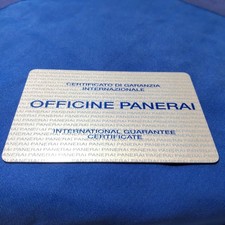 CERTIFICATO DI GARANZIA
INTERNAZIONALE
OFFICINE PANERAI
INTERNATIONAL GUARANTEE
CERTIFICATE